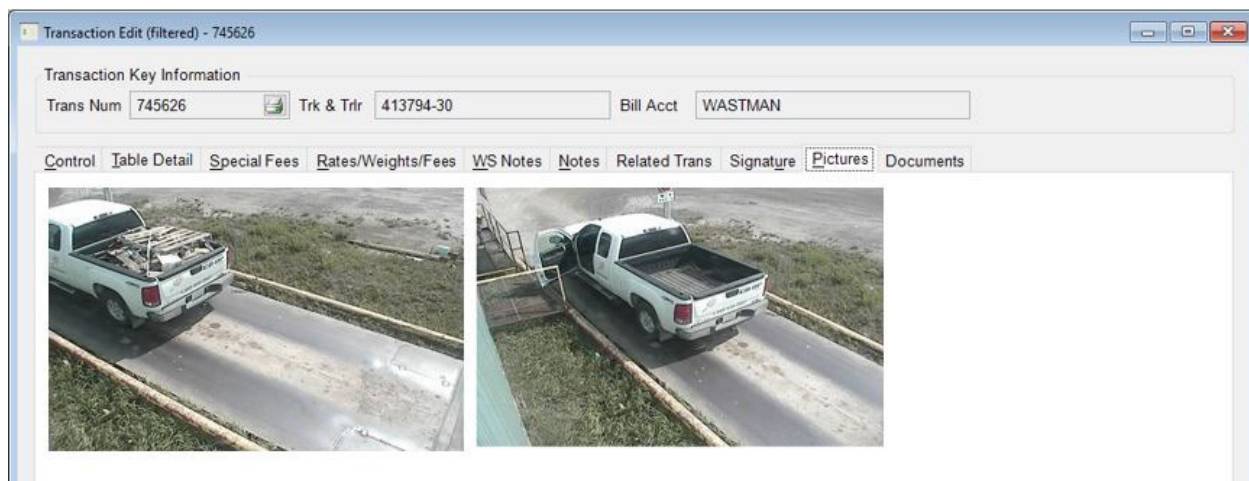 Transaction Edit (filtered) - 745626
Transaction Key Information
Trans Num 745626 Trk & Trlr 413794-30 Bill Acct WASTMAN
Control Table Detail Special Fees Rates/Weights/Fees WS Notes Notes Related Trans Signature Pictures Documents